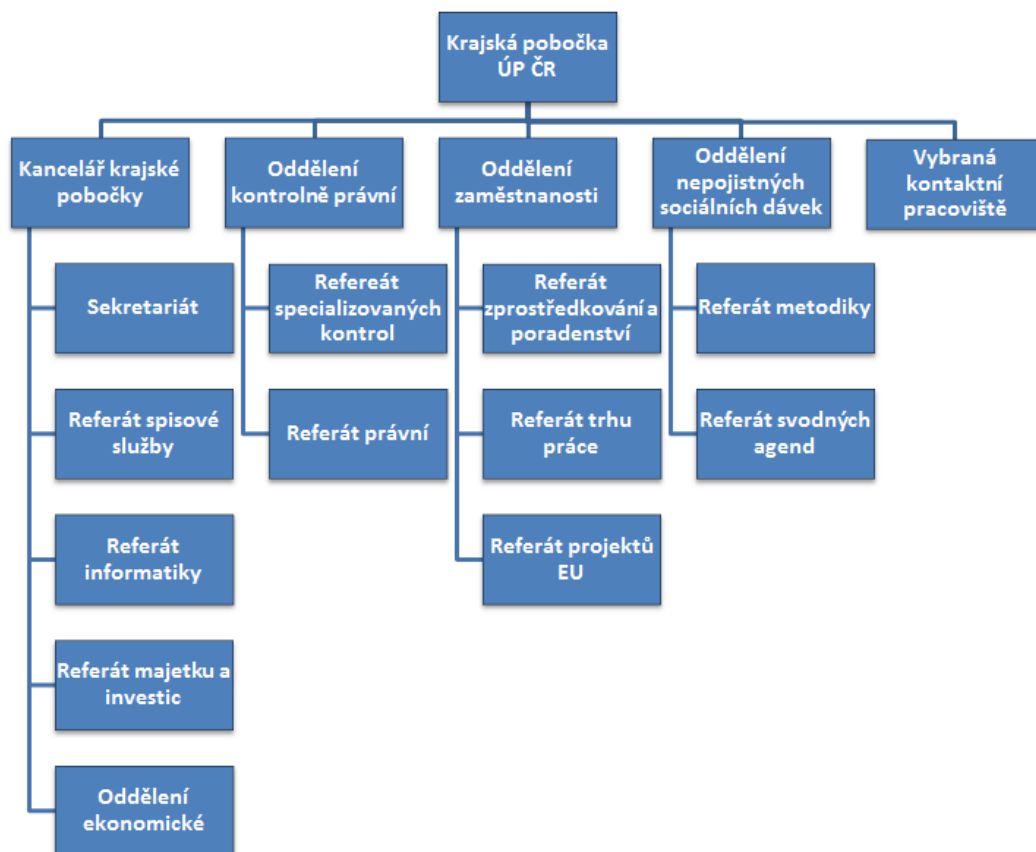 Krajská pobočka
ÚP ČR
Kancelář krajské
pobočky
Oddělení
kontrolně právní
Oddělení
zaměstnanosti
Oddělení
nepojistných
sociálních dávek
Vybraná
kontaktní
pracoviště
Sekretariát
Refereát
specializovaných
kontrol
Referát
zprostředkování a
poradenství
Referát metodiky
Referát spisové
služby
Referát právní
Referát trhu
práce
Referát svodných
agend
Referát
informatiky
Referát projektů
EU
Referát majetku a
investic
Oddělení
ekonomické